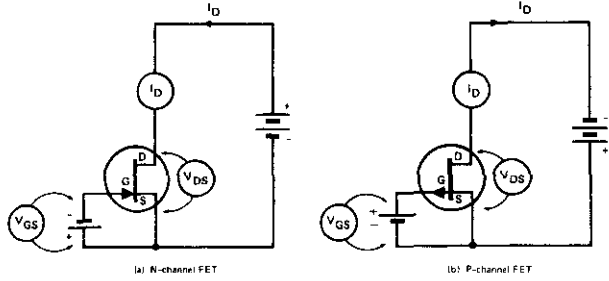 I_D
I_D
D
G
S
V_DS
V_GS
-
+
+
-
(a) N-channel FET
I_D
I_D
D
G
S
V_DS
V_GS
+
-
-
+
(b) P-channel FET